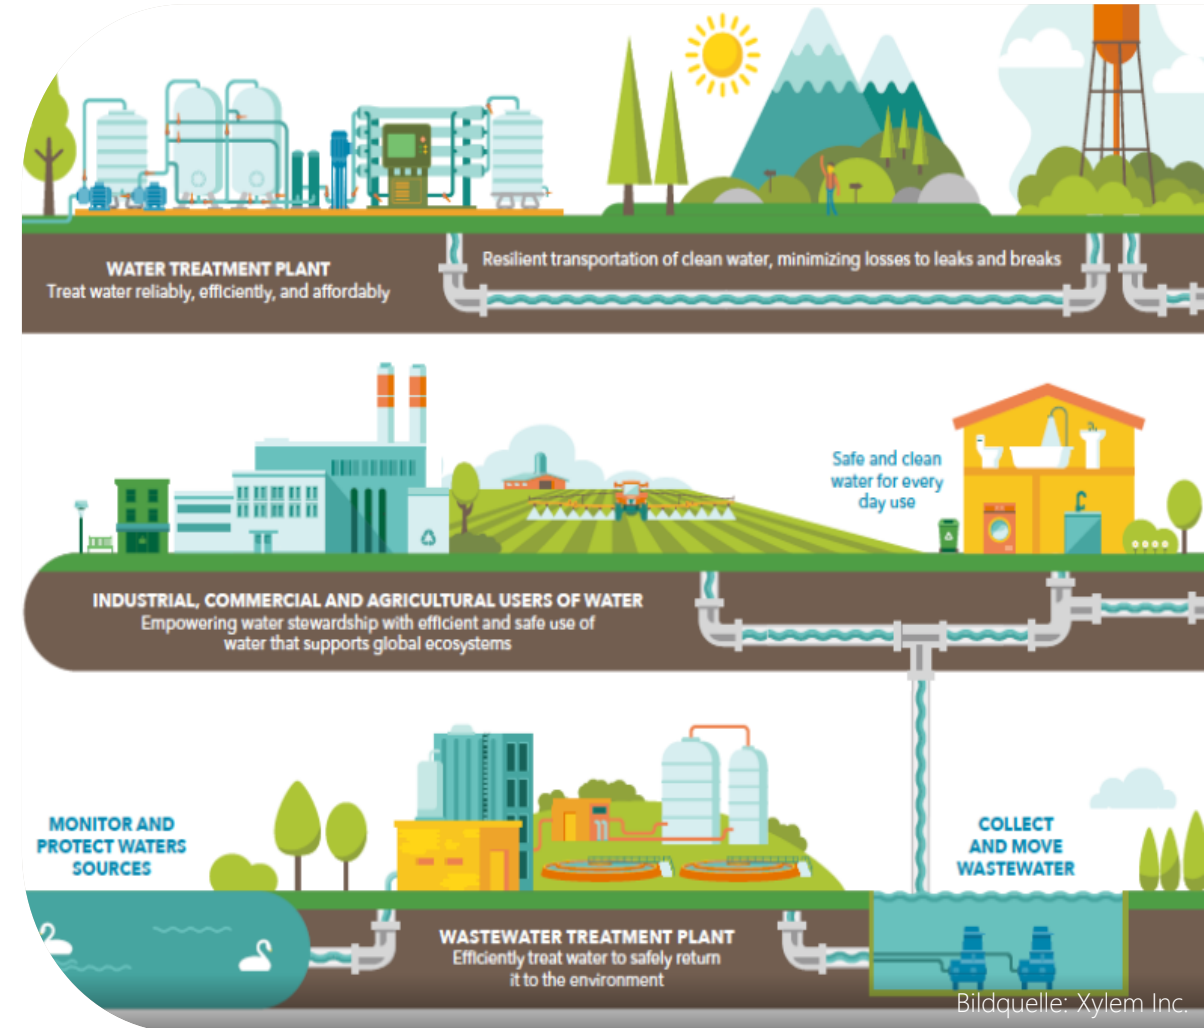 WATER TREATMENT PLANT
Treat water reliably, efficiently, and affordably
Resilient transportation of clean water, minimizing losses to leaks and breaks
Safe and clean
water for every
day use
INDUSTRIAL, COMMERCIAL AND AGRICULTURAL USERS OF WATER
Empowering water stewardship with efficient and safe use of
water that supports global ecosystems
MONITOR AND
PROTECT WATERS
SOURCES
COLLECT
AND MOVE
WASTEWATER
WASTEWATER TREATMENT PLANT
Efficiently treat water to safely return
it to the environment
Bildquelle: Xylem Inc.